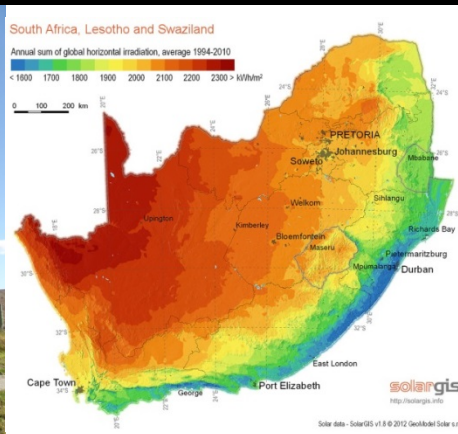 South Africa, Lesotho and Swaziland
Annual sum of global horizontal irradiation, average 1994-2010
< 1600 1700 1800 1900 2000 2100 2200 2300 > kWh/m²
0 100 200 km
PRETORIA
Johannesburg
Soweto
Mbabane
Upington
Welkom
Sihlangu
Kimberley
Bloemfontein
Maseru
Richards Bay
Pietermaritzburg
Mpumalanga
Durban
East London
Cape Town
George
Port Elizabeth
solargis
http://solargis.info
Solar data - SolarGIS v1.8 © 2012 GeoModel Solar s.r